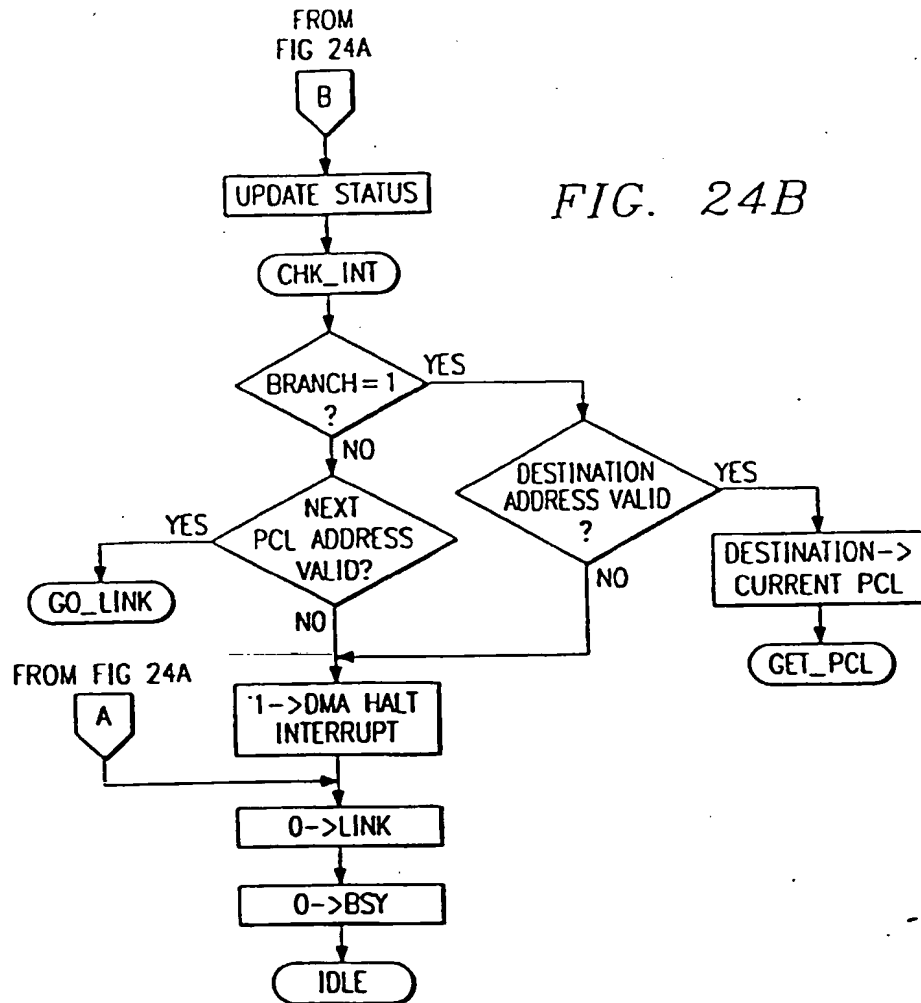 FROM
FIG 24A
B
UPDATE STATUS
FIG. 24B
CHK_INT
BRANCH = 1
?
YES
NO
DESTINATION
ADDRESS VALID
?
YES
NO
NEXT
PCL ADDRESS
VALID?
YES
NO
GO_LINK
DESTINATION->
CURRENT PCL
GET_PCL
FROM FIG 24A
A
1->DMA HALT
INTERRUPT
0->LINK
0->BSY
IDLE